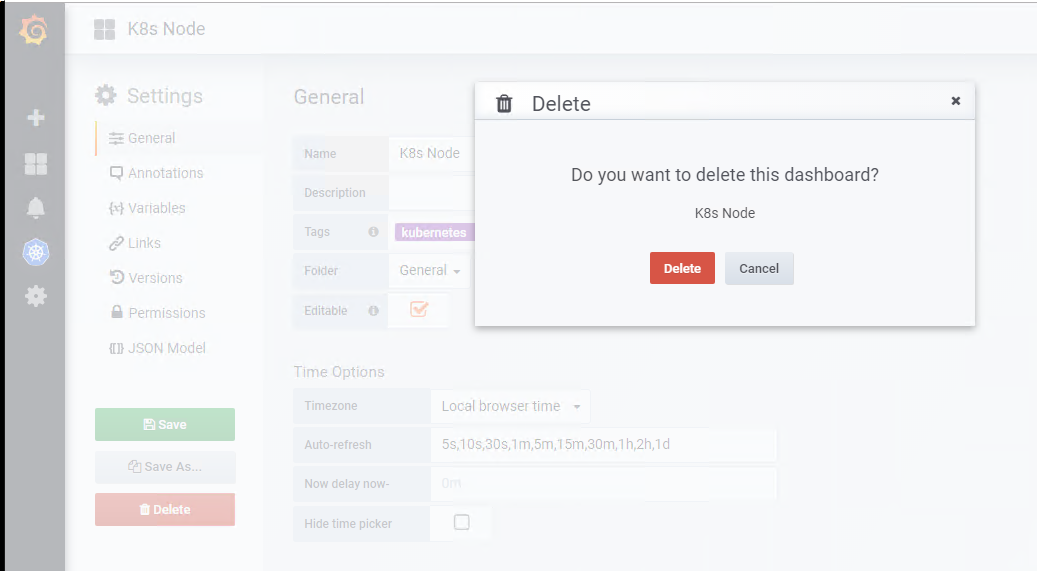 K8s Node
Settings
General
Annotations
Variables
Links
Versions
Permissions
JSON Model
Save
Save As...
Delete
General
Name K8s Node
Description
Tags kubernetes
Folder General
Editable
Time Options
Timezone Local browser time
Auto-refresh 5s,10s,30s,1m,5m,15m,30m,1h,2h,1d
Now delay now- 0m
Hide time picker
Delete
Do you want to delete this dashboard?
K8s Node
Delete Cancel